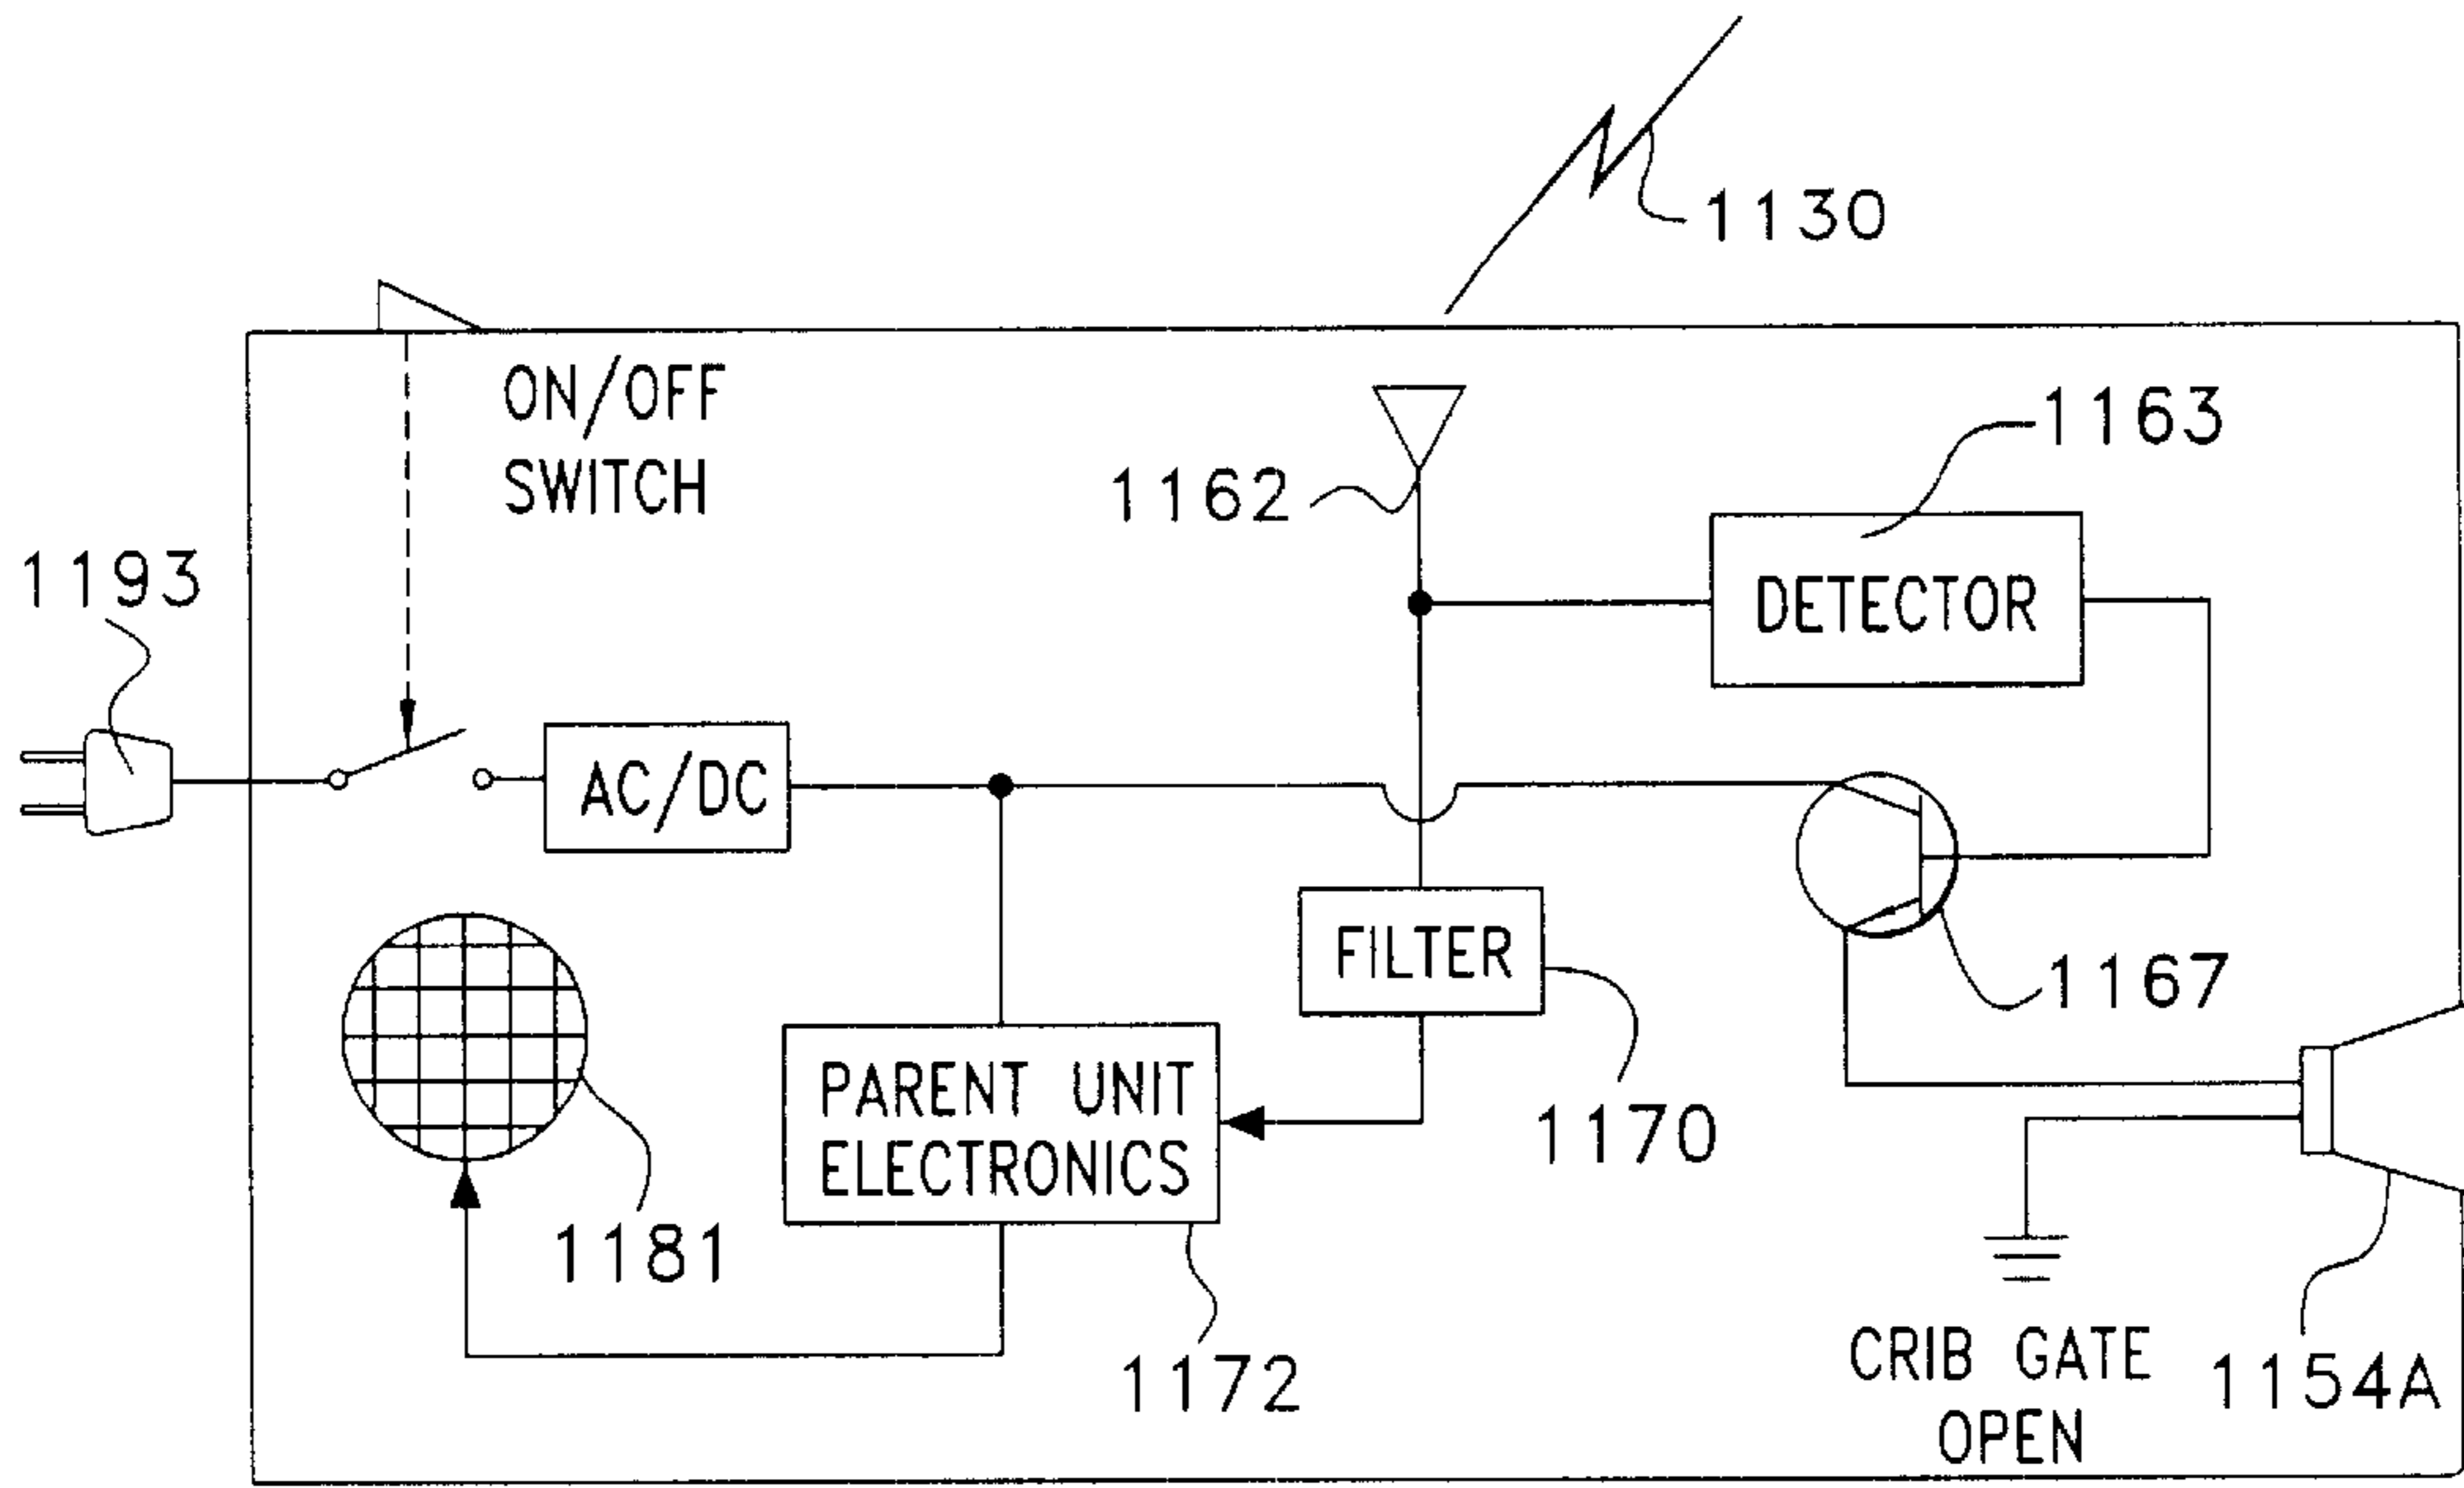 1130
ON/OFF
SWITCH
1162
1163
1193
DETECTOR
AC/DC
FILTER
1167
PARENT UNIT
ELECTRONICS
1170
1181
1172
CRIB GATE
OPEN
1154A